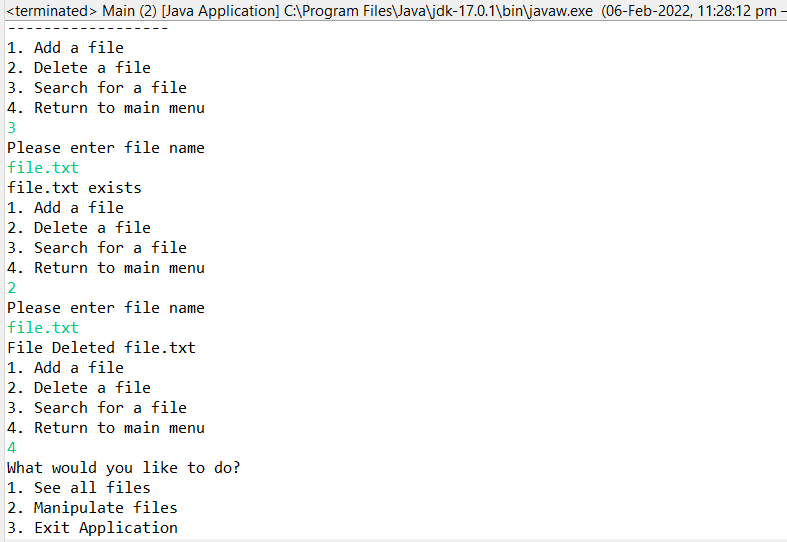 <terminated> Main (2) [Java Application] C:\Program Files\Java\jdk-17.0.1\bin\javaw.exe (06-Feb-2022, 11:28:12 pm –
------------------
1. Add a file
2. Delete a file
3. Search for a file
4. Return to main menu
3
Please enter file name
file.txt
file.txt exists
1. Add a file
2. Delete a file
3. Search for a file
4. Return to main menu
2
Please enter file name
file.txt
File Deleted file.txt
1. Add a file
2. Delete a file
3. Search for a file
4. Return to main menu
4
What would you like to do?
1. See all files
2. Manipulate files
3. Exit Application